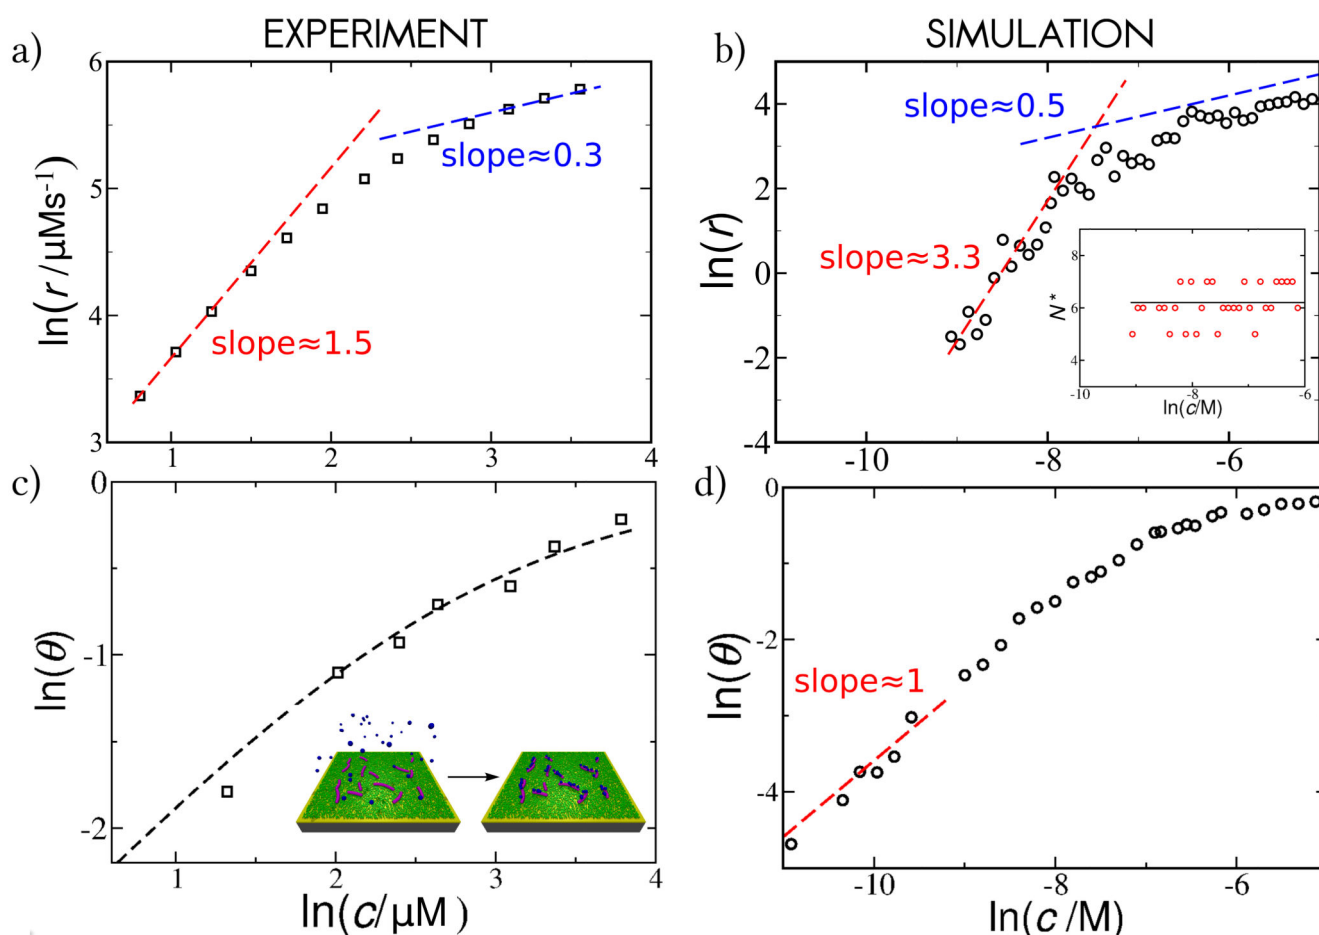 EXPERIMENT
SIMULATION
a)
6
5
4
3
1
2
3
4
ln(r /μMs⁻¹)
slope≈0.3
slope≈1.5
b)
4
2
0
-2
-4
-10
-8
-6
ln(r)
slope≈0.5
slope≈3.3
8
6
4
-10
-8
-6
N*
ln(c/M)
c)
0
-1
-2
1
2
3
4
ln(θ)
ln(c/μM)
d)
0
-2
-4
-10
-8
-6
ln(θ)
slope≈1
ln(c /M)